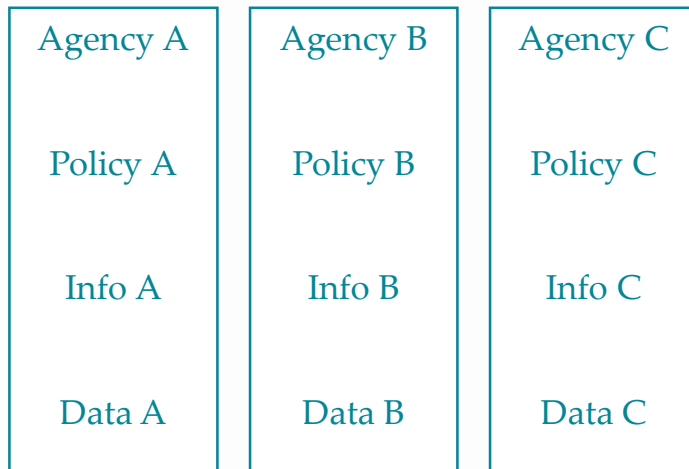 Agency A
Policy A
Info A
Data A
Agency B
Policy B
Info B
Data B
Agency C
Policy C
Info C
Data C